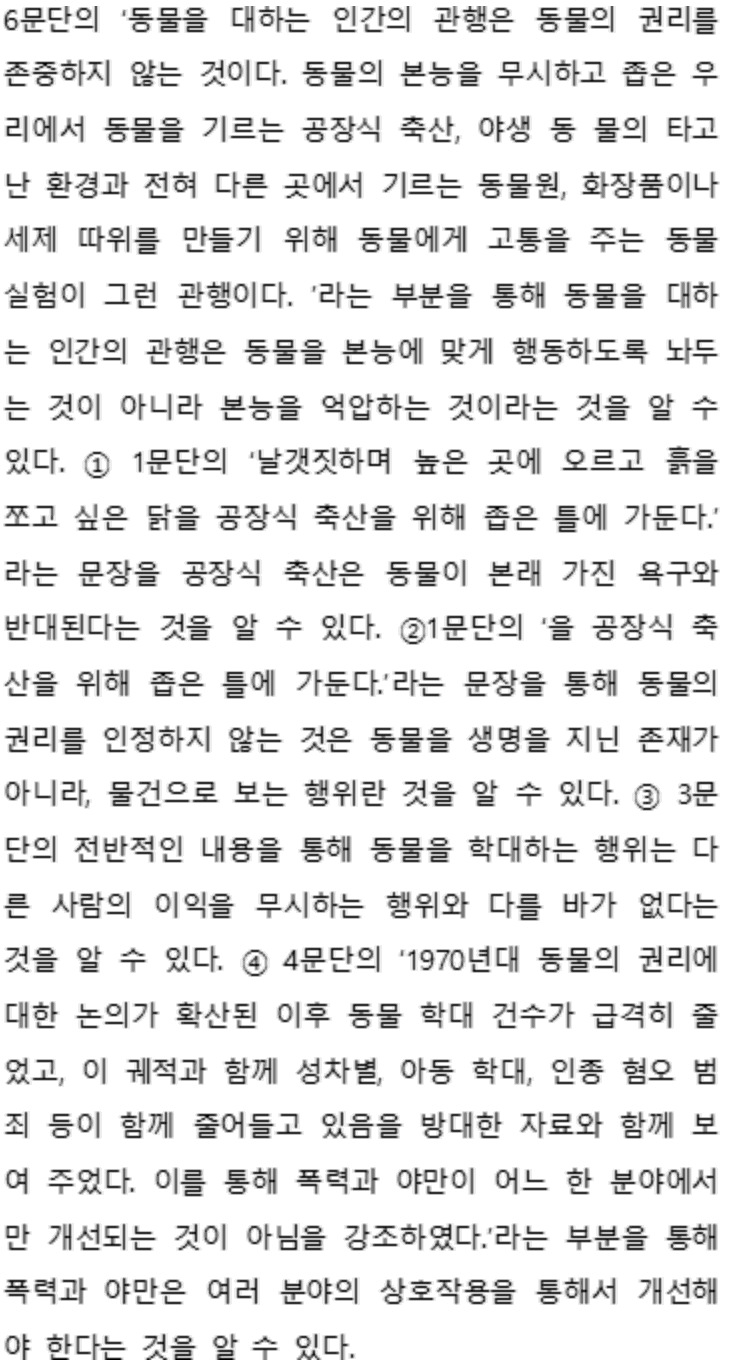 6문단의 '동물을 대하는 인간의 관행은 동물의 권리를
존중하지 않는 것이다. 동물의 본능을 무시하고 좁은 우
리에서 동물을 기르는 공장식 축산, 야생 동 물의 타고
난 환경과 전혀 다른 곳에서 기르는 동물원, 화장품이나
세제 따위를 만들기 위해 동물에게 고통을 주는 동물
실험이 그런 관행이다. '라는 부분을 통해 동물을 대하
는 인간의 관행은 동물을 본능에 맞게 행동하도록 놔두
는 것이 아니라 본능을 억압하는 것이라는 것을 알 수
있다. ① 1문단의 '날갯짓하며 높은 곳에 오르고 흙을
쪼고 싶은 닭을 공장식 축산을 위해 좁은 틀에 가둔다.'
라는 문장을 공장식 축산은 동물이 본래 가진 욕구와
반대된다는 것을 알 수 있다. ②1문단의 '을 공장식 축
산을 위해 좁은 틀에 가둔다.'라는 문장을 통해 동물의
권리를 인정하지 않는 것은 동물을 생명을 지닌 존재가
아니라, 물건으로 보는 행위란 것을 알 수 있다. ③ 3문
단의 전반적인 내용을 통해 동물을 학대하는 행위는 다
른 사람의 이익을 무시하는 행위와 다를 바가 없다는
것을 알 수 있다. ④ 4문단의 '1970년대 동물의 권리에
대한 논의가 확산된 이후 동물 학대 건수가 급격히 줄
었고, 이 궤적과 함께 성차별, 아동 학대, 인종 혐오 범
죄 등이 함께 줄어들고 있음을 방대한 자료와 함께 보
여 주었다. 이를 통해 폭력과 야만이 어느 한 분야에서
만 개선되는 것이 아님을 강조하였다.'라는 부분을 통해
폭력과 야만은 여러 분야의 상호작용을 통해서 개선해
야 한다는 것을 알 수 있다.